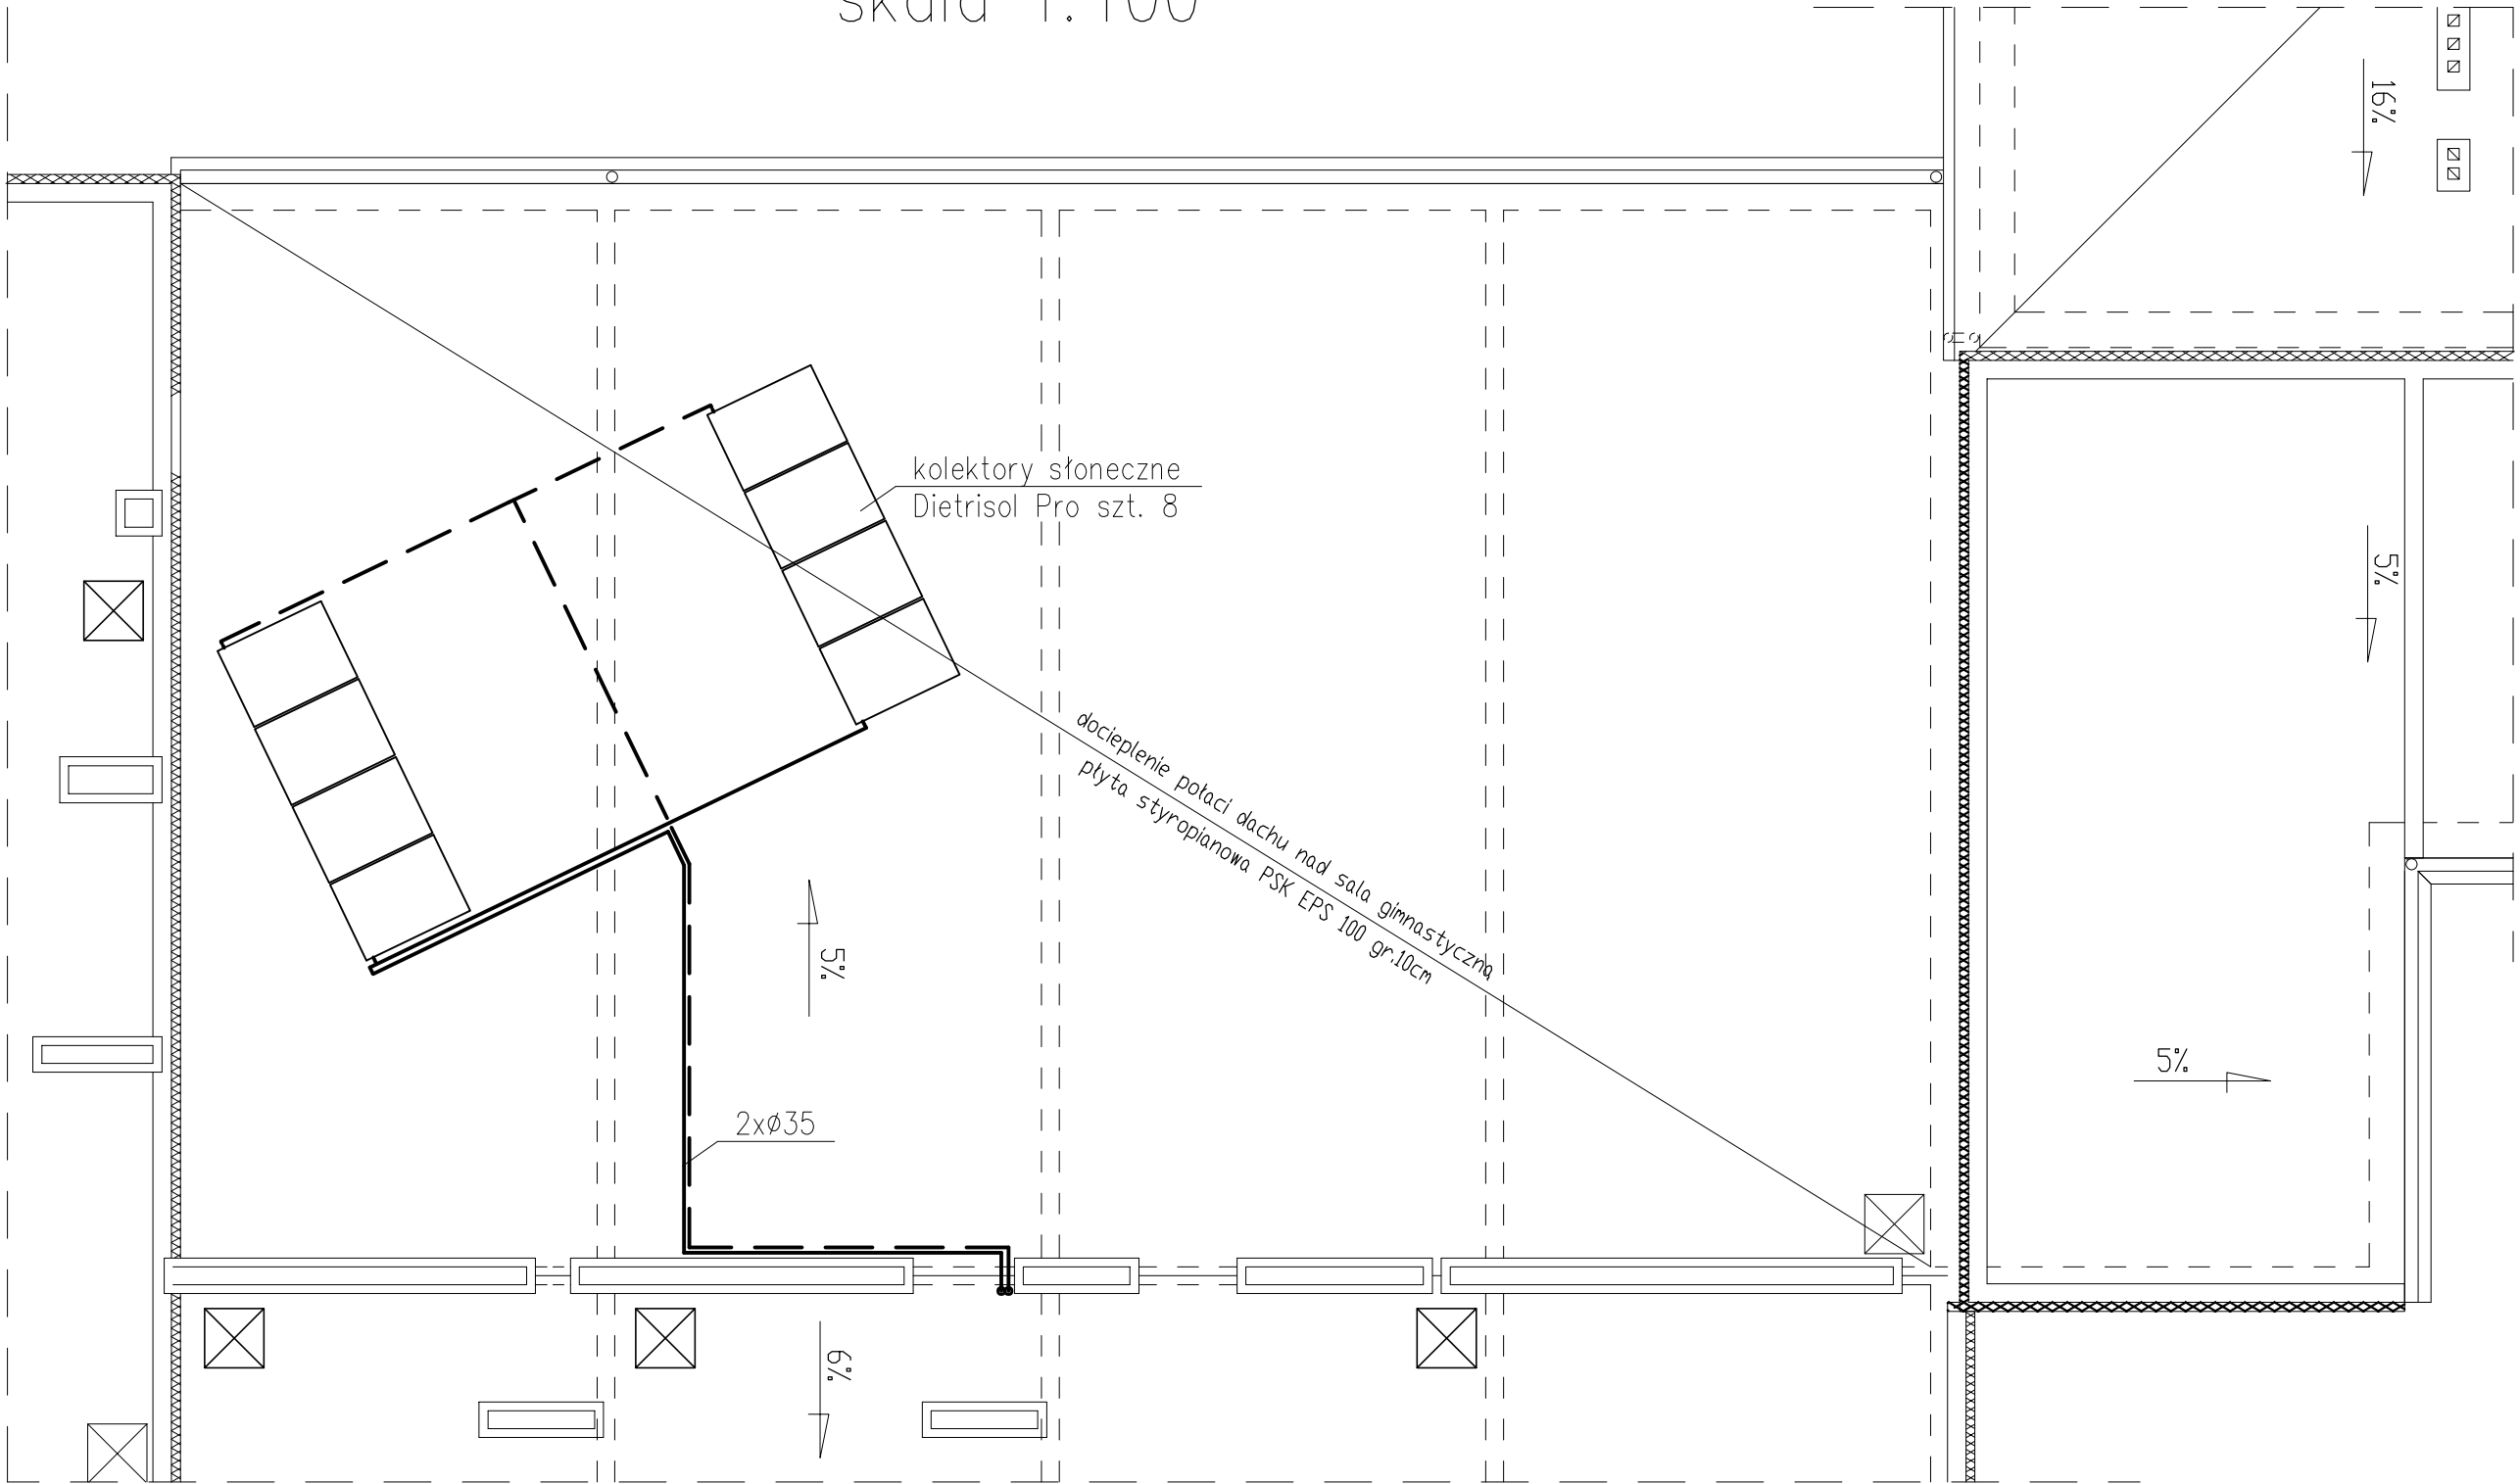 skala 1:100
16%
kolektory słoneczne
Dietrisol Pro szt. 8
5%
docieplenie połaci dachu nad salą gimnastyczną
płyta styropianowa PSK EPS 100 gr.10cm
5%
5%
2xø35
6%